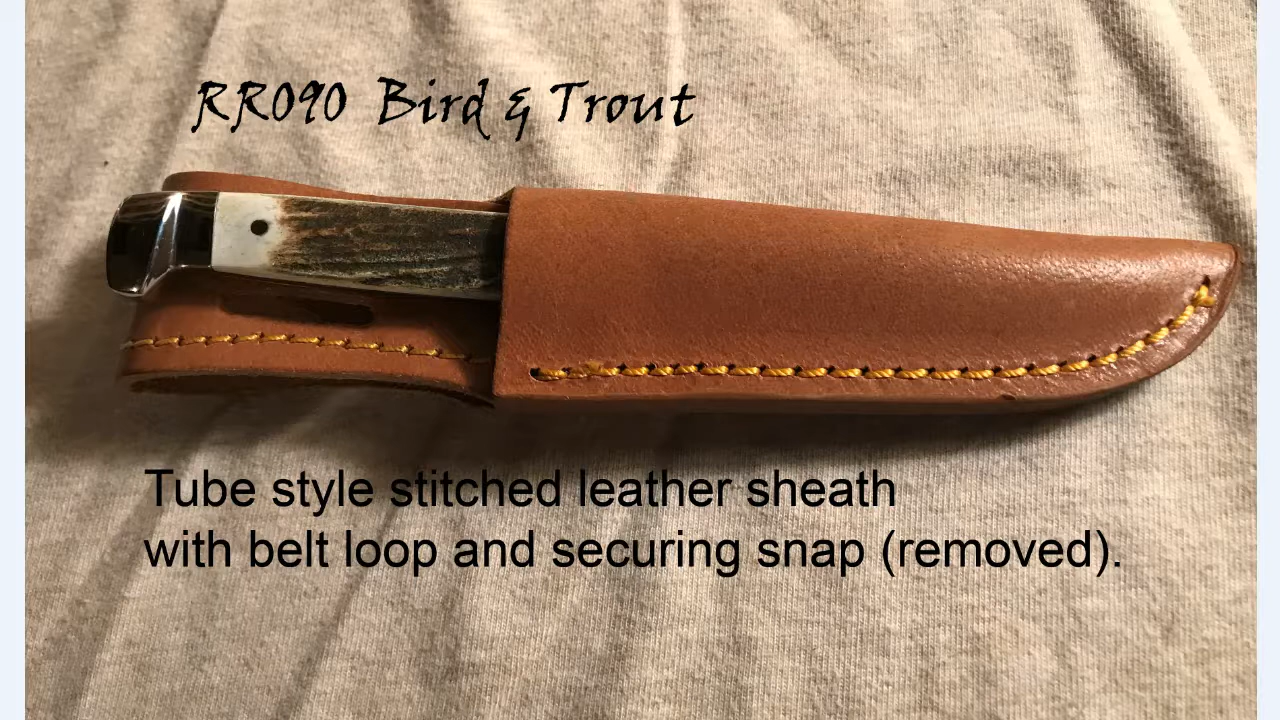 RR090 Bird & Trout
Tube style stitched leather sheath
with belt loop and securing snap (removed).